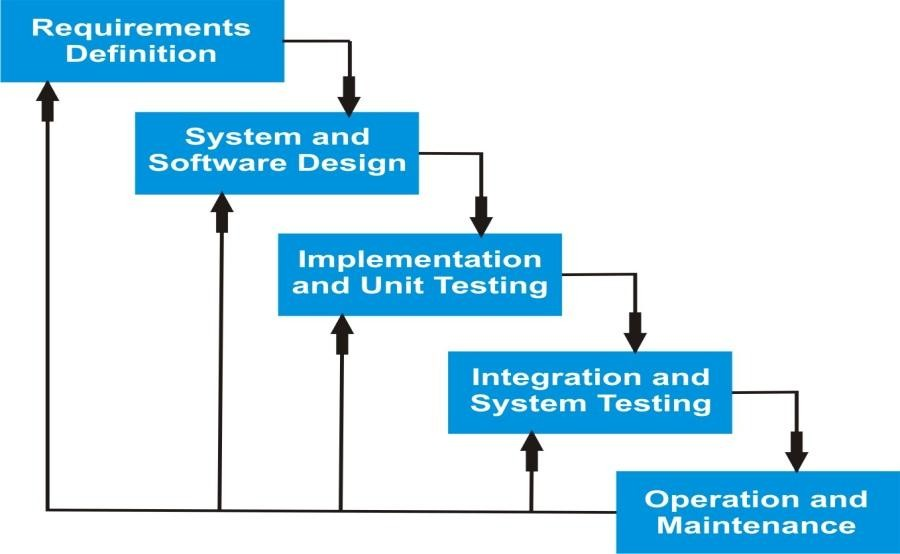 Requirements
Definition
System and
Software Design
Implementation
and Unit Testing
Integration and
System Testing
Operation and
Maintenance